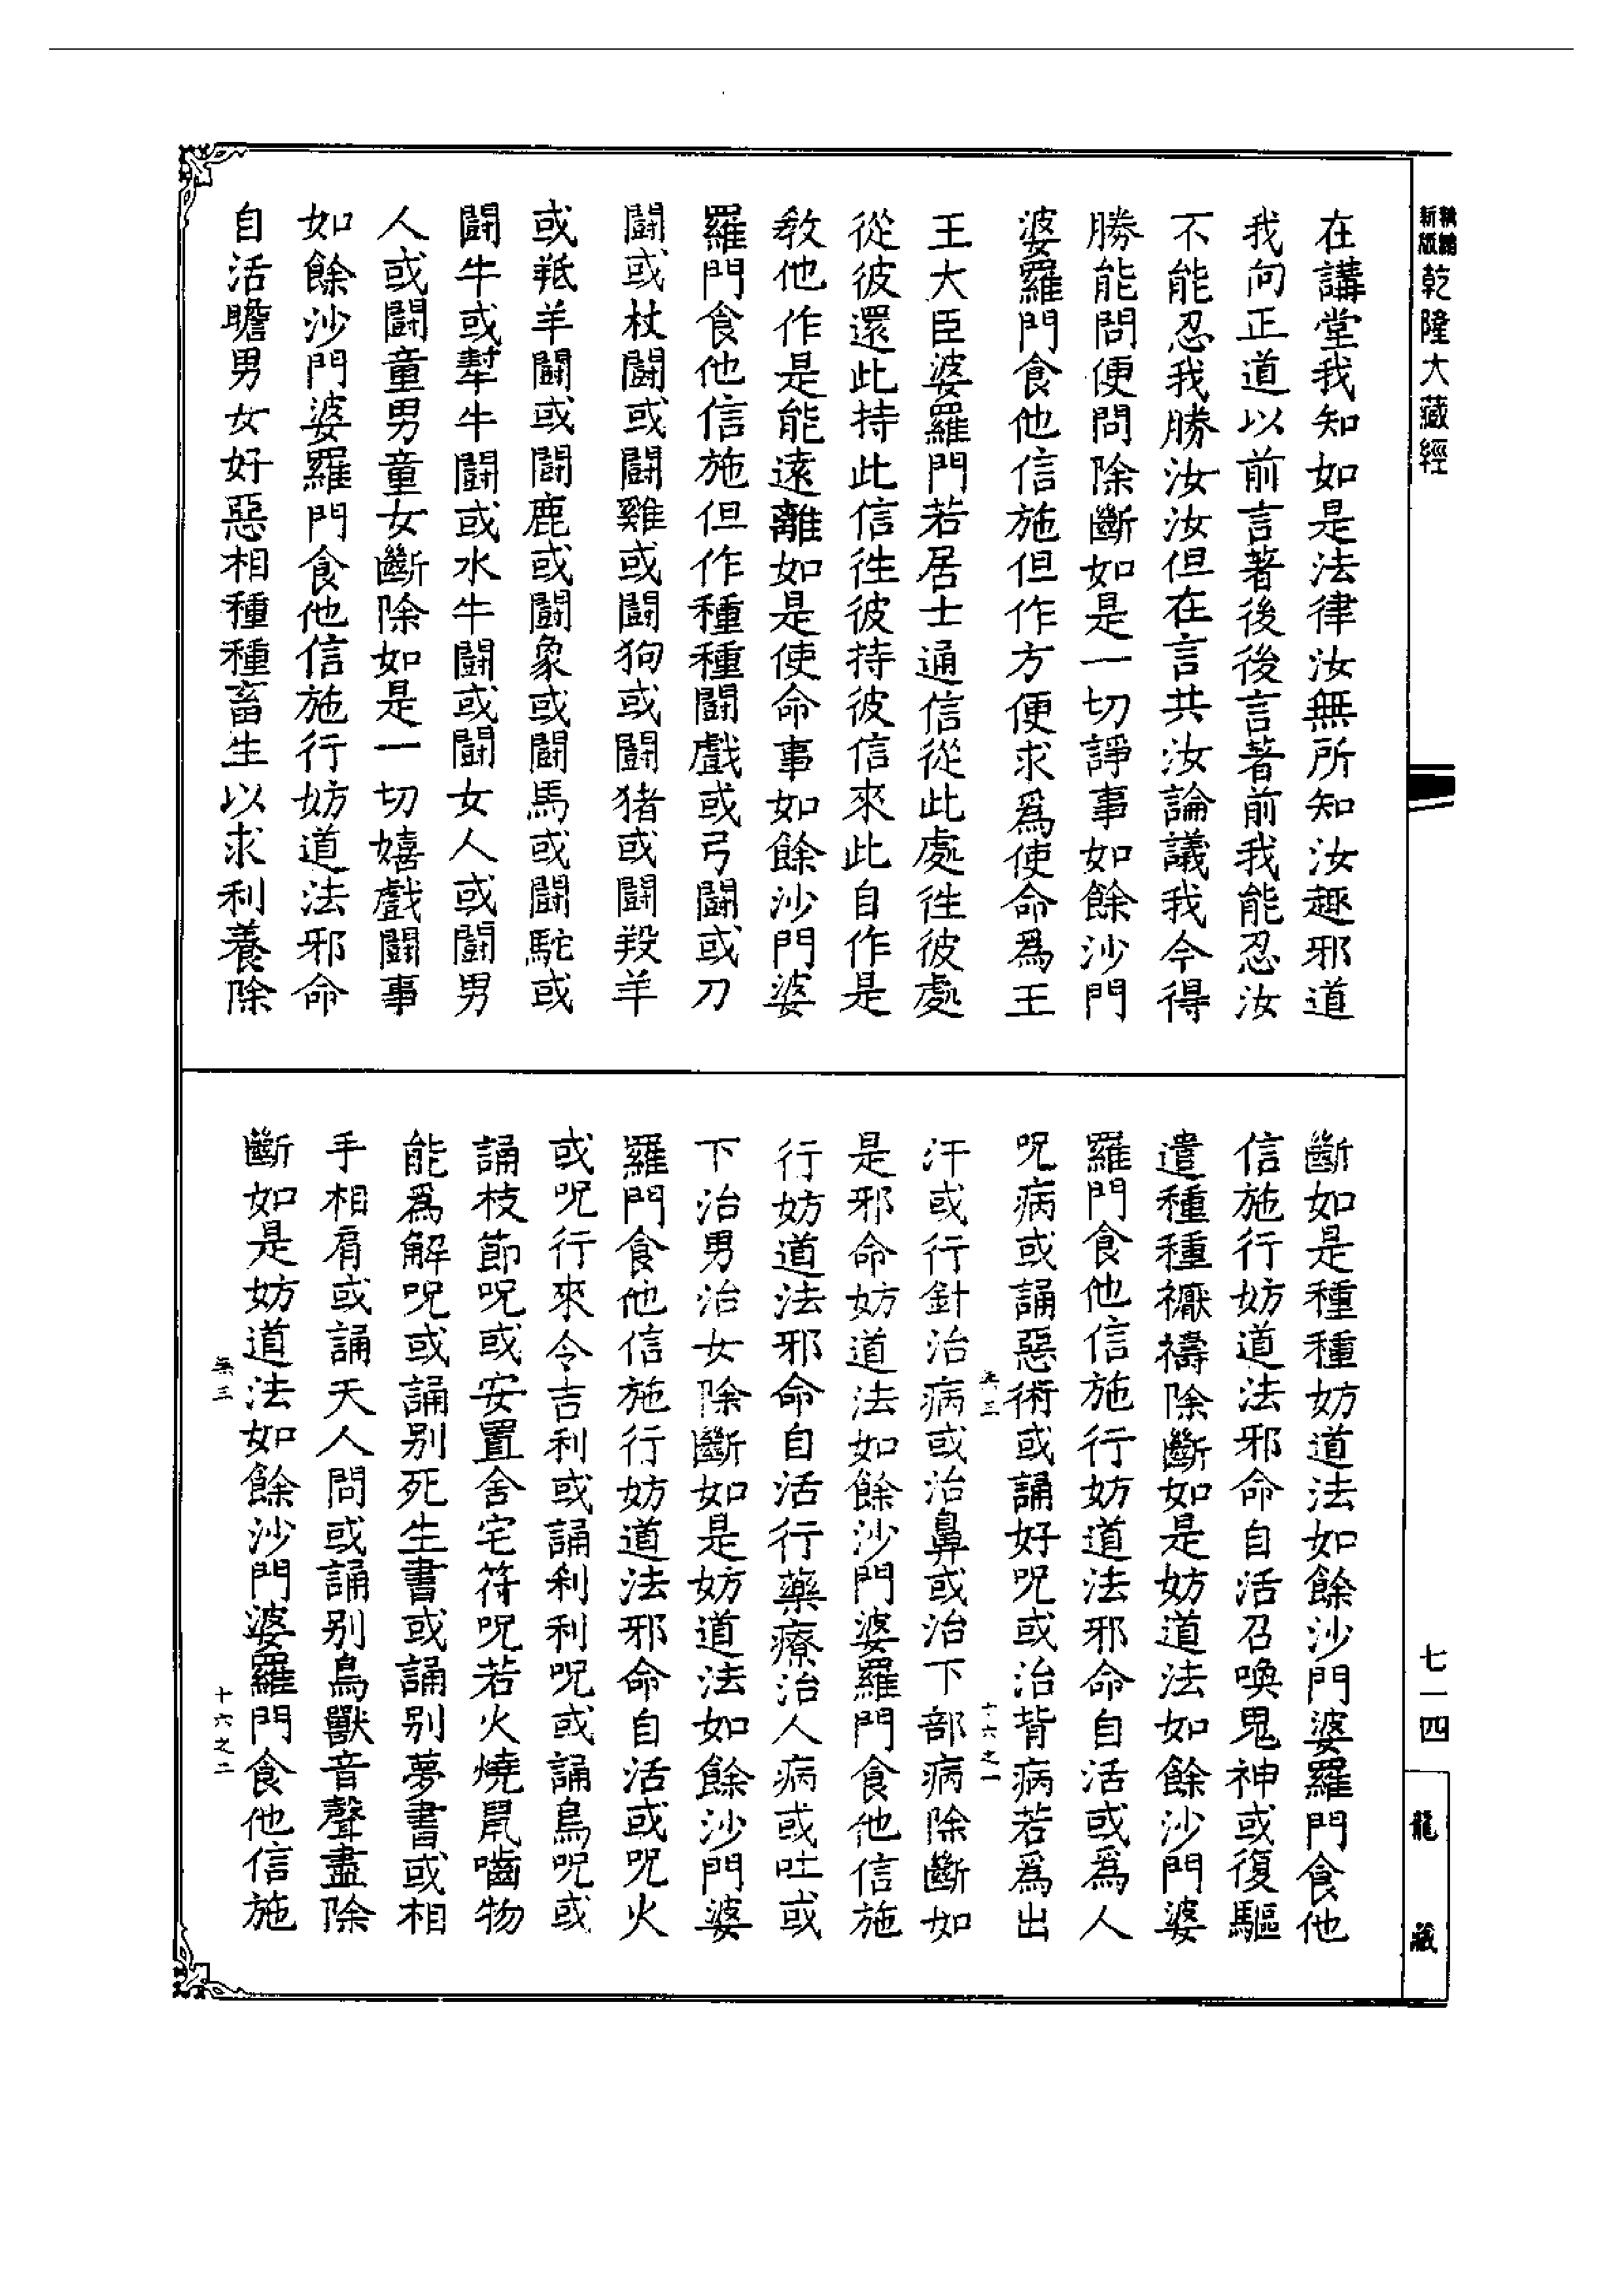 新版
乾隆大藏經
在講堂我知如是法律汝無所知汝趣邪道
我向正道以前言著後後言著前我能忍汝
不能忍我勝汝汝但在言共汝論議我今得
勝能問便問除斷如是一切諍事如餘沙門
婆羅門食他信施但作方便求爲使命爲王
王大臣婆羅門若居士通信從此處徃彼處
從彼還此持此信徃彼持彼信來此自作是
教他作是能遠離如是使命事如餘沙門婆
羅門食他信施但作種種鬪戲或弓鬪或刀
鬪或杖鬪或鬪雞或鬪狗或鬪猪或鬪羖羊
或羝羊鬪或鬪鹿或鬪象或鬪馬或鬪駝或
鬪牛或犎牛鬪或水牛鬪或鬪女人或鬪男
人或鬪童男童女斷除如是一切嬉戲鬪事
如餘沙門婆羅門食他信施行妨道法邪命
自活瞻男女好惡相種種畜生以求利養除
斷如是種種妨道法如餘沙門婆羅門食他
信施行妨道法邪命自活召喚鬼神或復驅
遣種種禳禱除斷如是妨道法如餘沙門婆
羅門食他信施行妨道法邪命自活或爲人
呪病或誦惡術或誦好呪或治背病若爲出
無三
十六之一
汗或行針治病或治鼻或治下部病除斷如
是邪命妨道法如餘沙門婆羅門食他信施
行妨道法邪命自活行藥療治人病或吐或
下治男治女除斷如是妨道法如餘沙門婆
羅門食他信施行妨道法邪命自活或呪火
或呪行來令吉利或誦利利呪或誦鳥呪或
誦枝節呪或安置舍宅符呪若火燒鼠嚙物
能爲解呪或誦别死生書或誦别夢書或相
手相肩或誦天人問或誦别鳥獸音聲盡除
斷如是妨道法如餘沙門婆羅門食他信施
無三
十六之二
七一四
龍藏